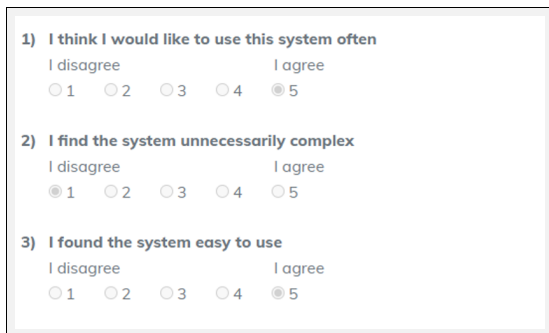 1) I think I would like to use this system often
I disagree I agree
1 2 3 4 5
2) I find the system unnecessarily complex
I disagree I agree
1 2 3 4 5
3) I found the system easy to use
I disagree I agree
1 2 3 4 5